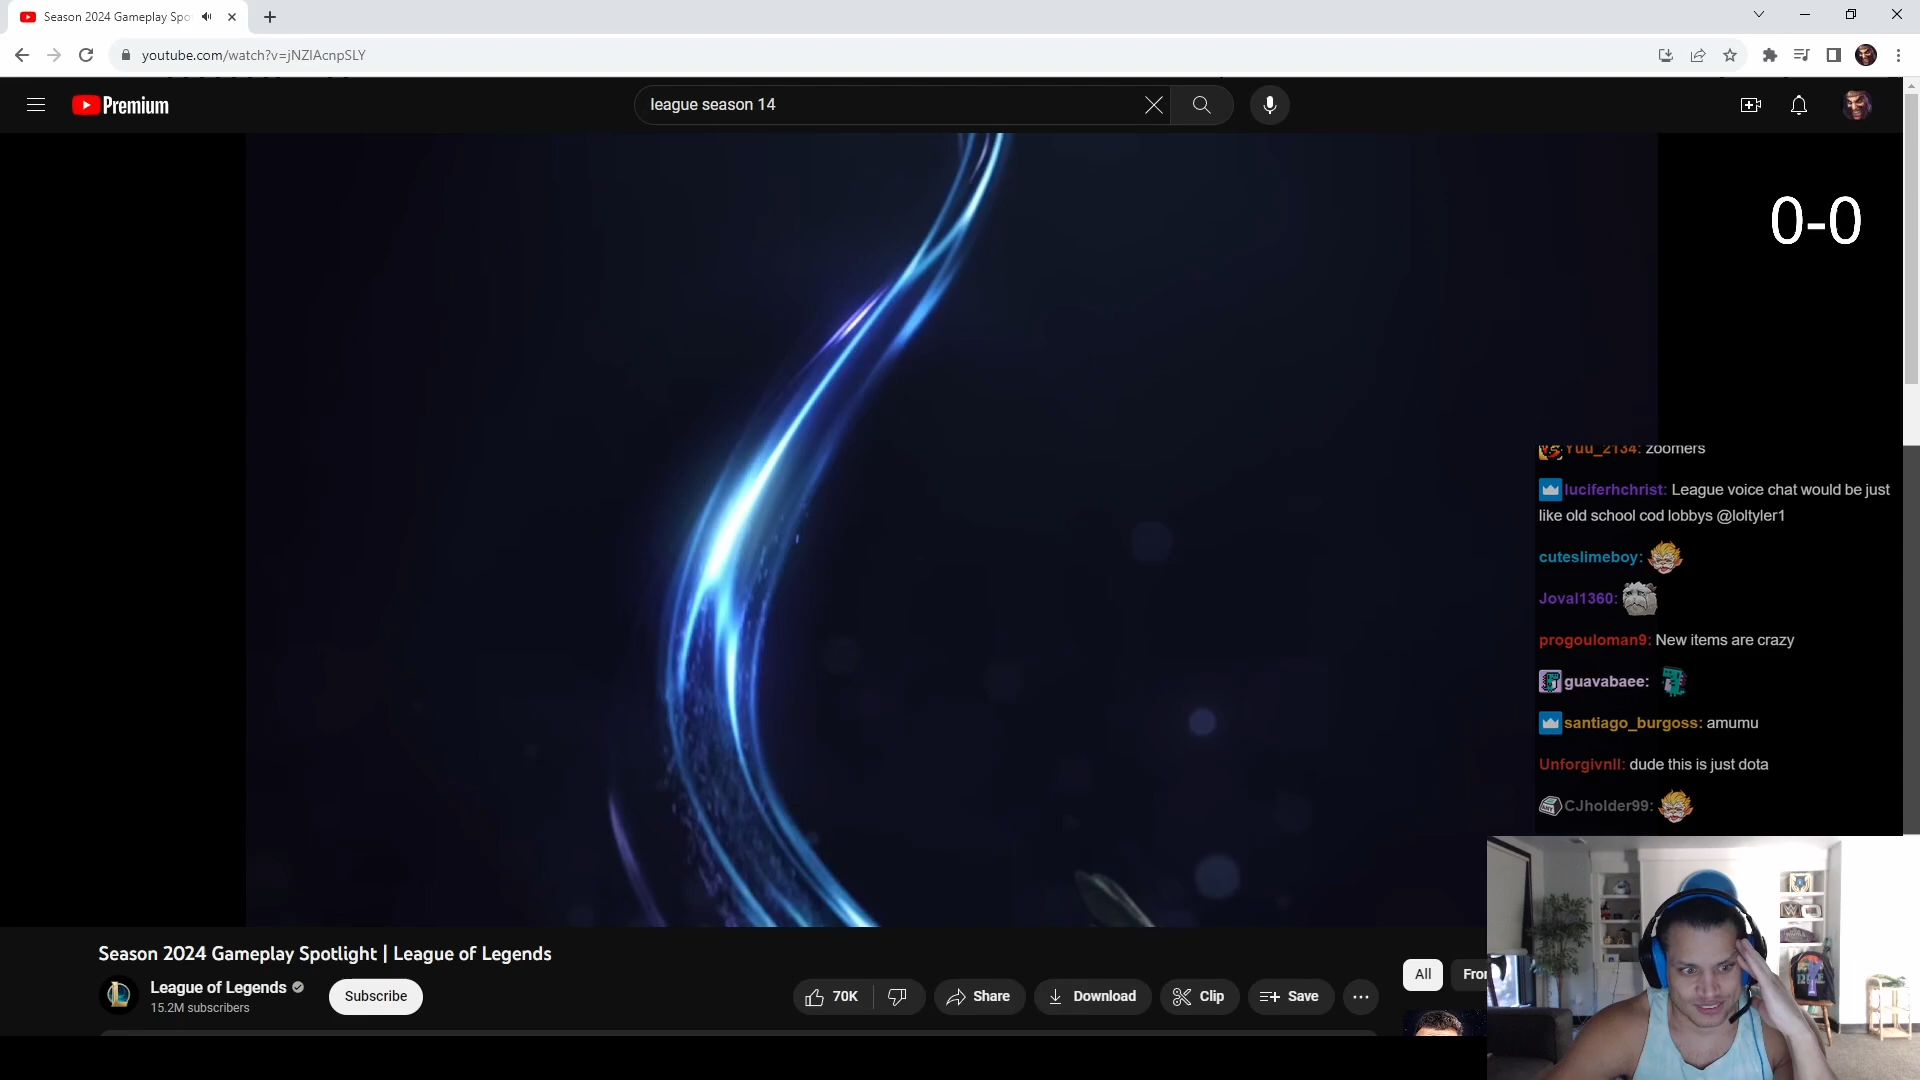 Season 2024 Gameplay Spo
youtube.com/watch?v=jNZIAcnpSLY
Premium
league season 14
0-0
Yuu_2134: zoomers
luciferhchrist: League voice chat would be just
like old school cod lobbys @loltyler1
cuteslimeboy:
Joval1360:
progouloman9: New items are crazy
guavabaee:
santiago_burgoss: amumu
Unforgivnll: dude this is just dota
CJholder99:
Season 2024 Gameplay Spotlight | League of Legends
League of Legends
15.2M subscribers
Subscribe
70K
Share
Download
Clip
Save
All
Fror